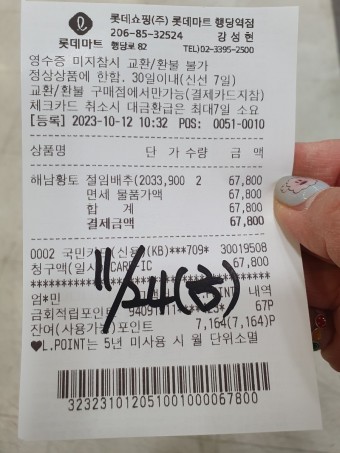 롯데쇼핑(주) 롯데마트 행당역점
206-85-32524 강성현
롯데마트 행당로 82 TEL)02-3395-2500
영수증 미지참시 교환/환불 불가
정상상품에 한함, 30일이내(신선 7일)
교환/환불 구매점에서만가능(결제카드지참)
체크카드 취소시 대금환급은 최대7일 소요
[등록] 2023-10-12 10:32 POS: 0051-0010
상품명 단가 수량 금액
해남황토 절임배추(2033,900 2 67,800
면세 물품가액 67,800
합 계 67,800
결제금액 67,800
0002 국민카 (신용)(KB)***709* 30019508
청구액(일시 CARD-IC 67,800
엄*민 내역
금회적립포인트 67P
잔여(사용가능)포인트 7,164(7,164)P
♥L.POINT는 5년 미사용 시 월 단위소멸
11/24(금)
323231012051001000067800